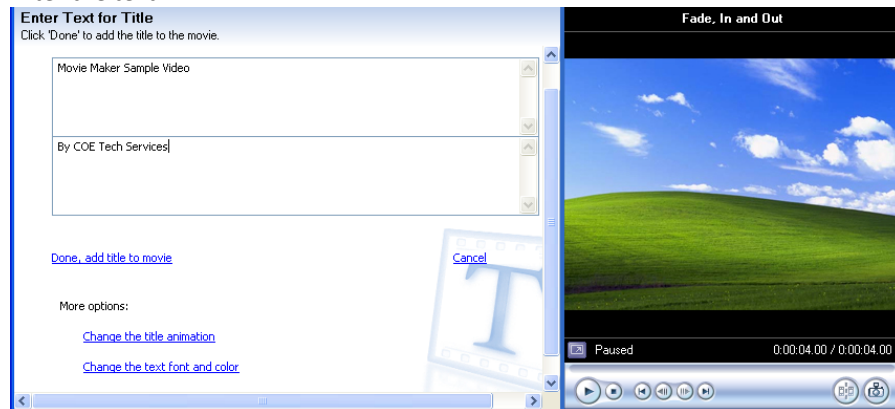 Enter Text for Title
Click 'Done' to add the title to the movie.
Movie Maker Sample Video
By COE Tech Services
Done, add title to movie
Cancel
More options:
Change the title animation
Change the text font and color
Fade, In and Out
Paused
0:00:04.00 / 0:00:04.00